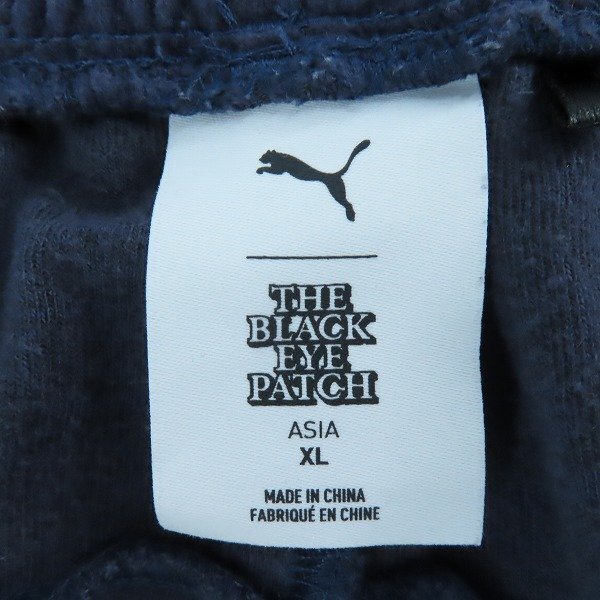 THE
BLACK
EYE
PATCH
ASIA
XL
MADE IN CHINA
FABRIQUÉ EN CHINE